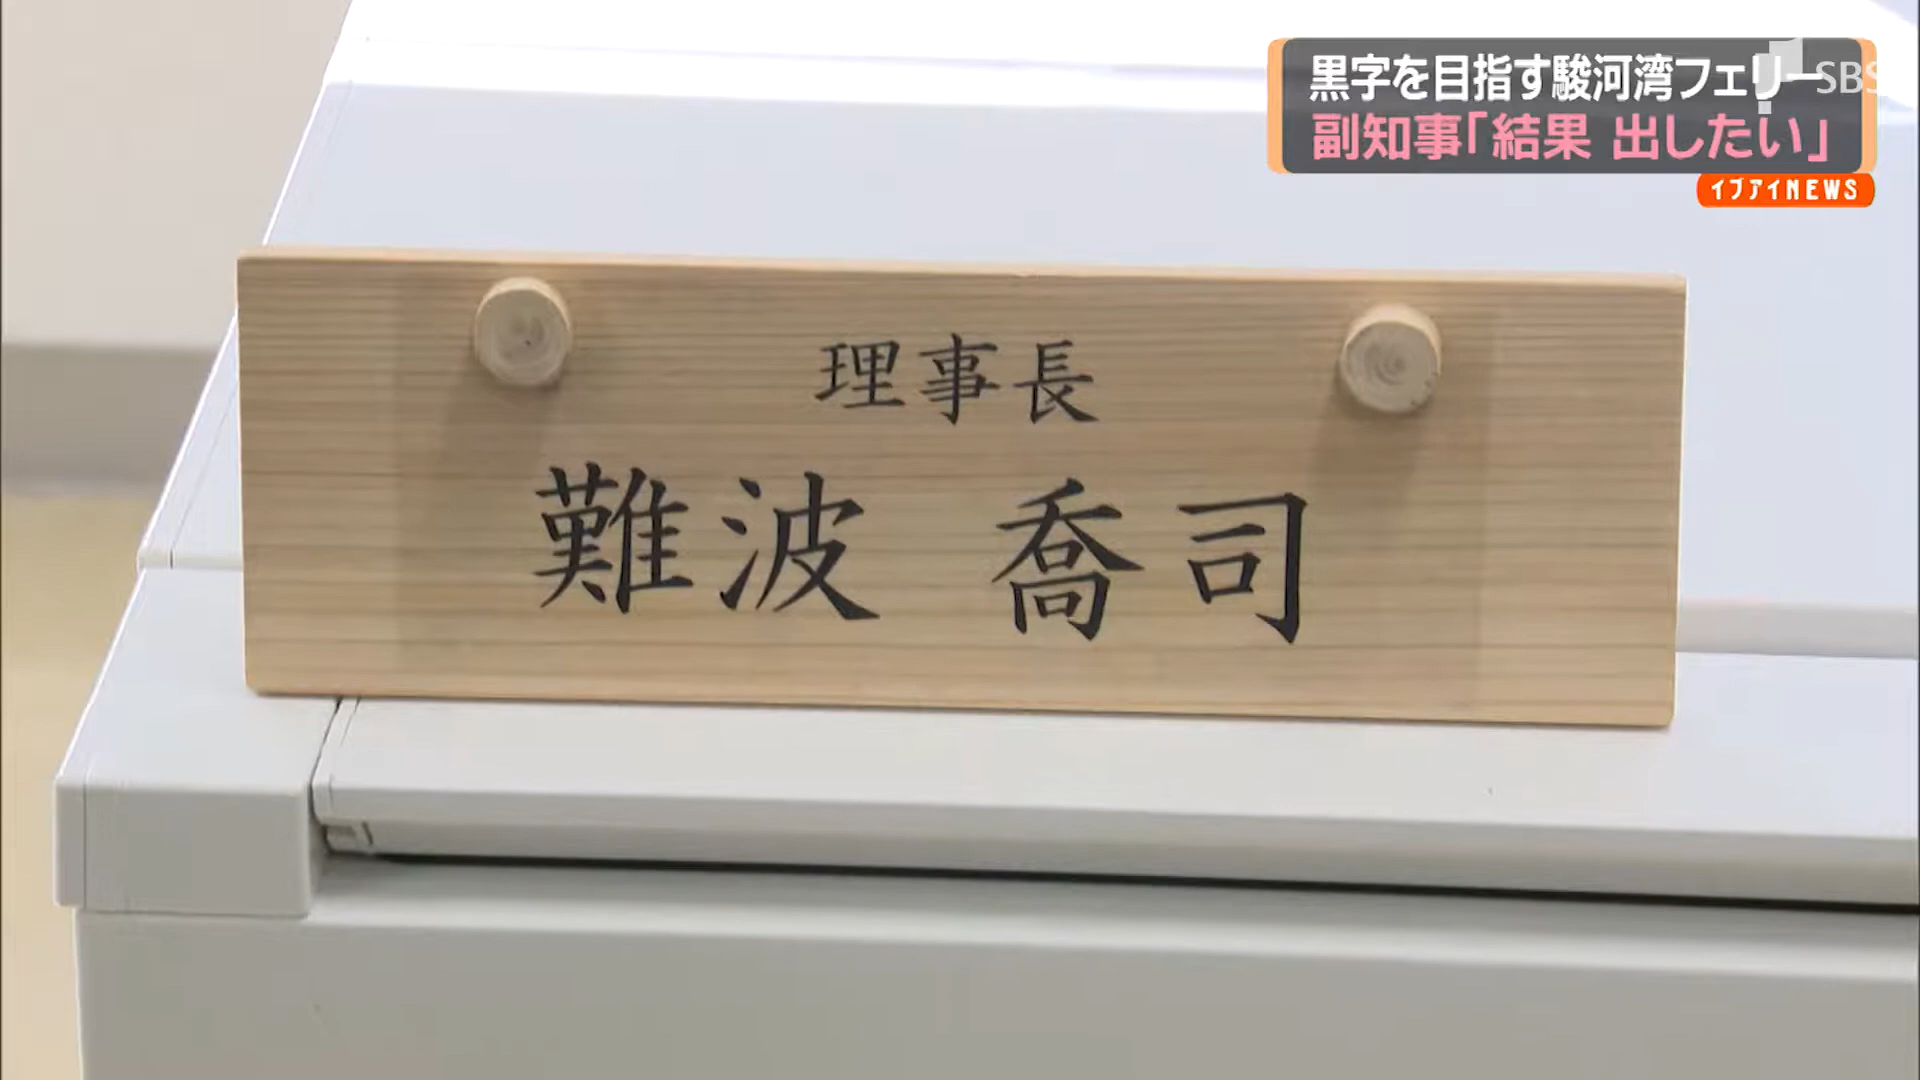 黒字を目指す駿河湾フェリー
SBS
副知事「結果 出したい」
イブアイNEWS
理事長
難波 喬司